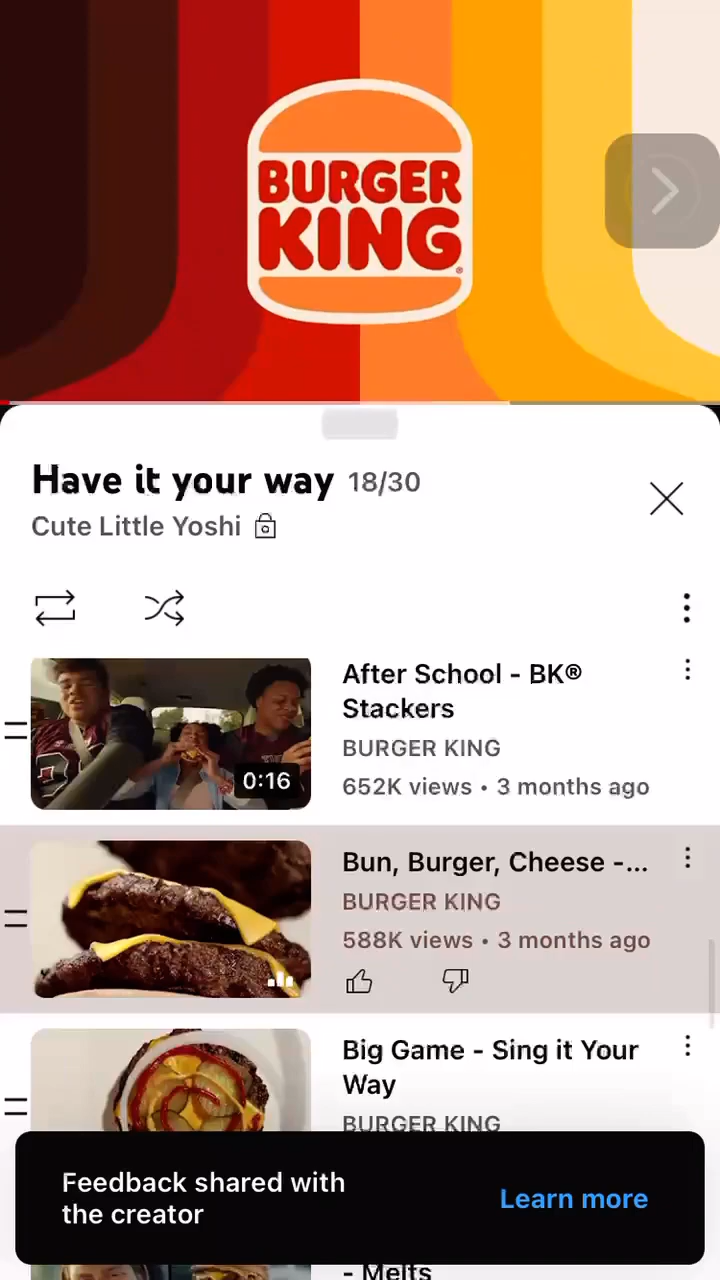 BURGER
KING
Have it your way 18/30
Cute Little Yoshi
After School - BK®
Stackers
BURGER KING
652K views • 3 months ago
0:16
Bun, Burger, Cheese -...
BURGER KING
588K views • 3 months ago
Big Game - Sing it Your
Way
BURGER KING
Feedback shared with
the creator
Learn more
- Melts